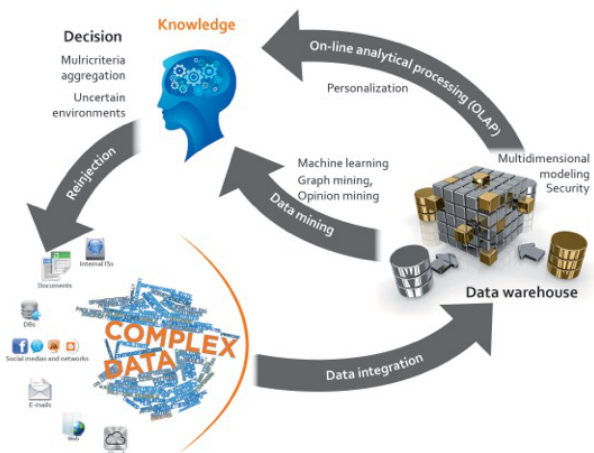 Knowledge
Decision
Mulricriteria
aggregation
Uncertain
environments
On-line analytical processing (OLAP)
Personalization
Reinjection
Machine learning
Graph mining,
Opinion mining
Data mining
Multidimensional
modeling
Security
Data warehouse
Internal ISs
Documents
DBs
Social medias and networks
E-mails
Web
COMPLEX
DATA
Data integration